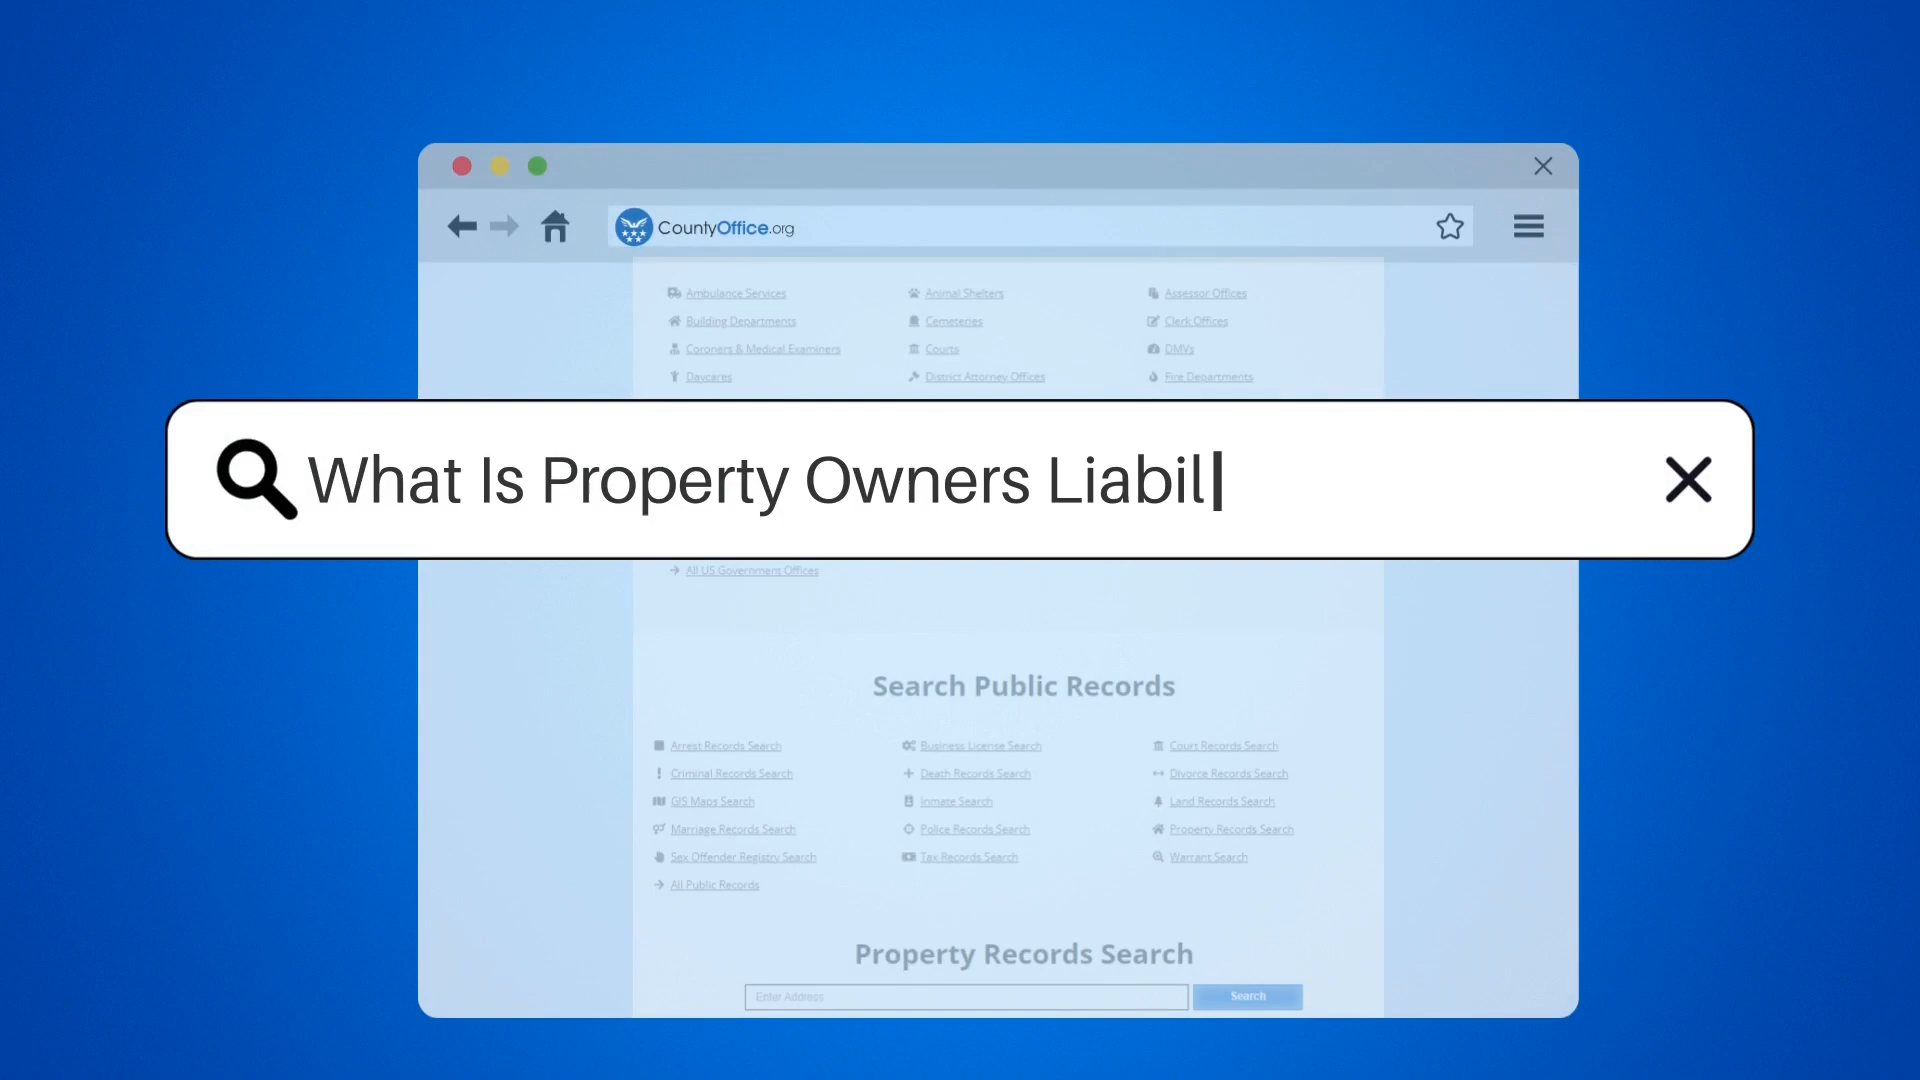 CountyOffice.org
Ambulance Services Animal Shelters Assessor Offices
Building Departments Cemeteries Clerk Offices
Coroners & Medical Examiners Courts DMVs
Daycares District Attorney Offices Fire Departments
What Is Property Owners Liabil
All US Government Offices
Search Public Records
Arrest Records Search Business License Search Court Records Search
Criminal Records Search Death Records Search Divorce Records Search
GIS Maps Search Inmate Search Land Records Search
Marriage Records Search Police Records Search Property Records Search
Sex Offender Registry Search Tax Records Search Warrant Search
All Public Records
Property Records Search
Enter Address Search